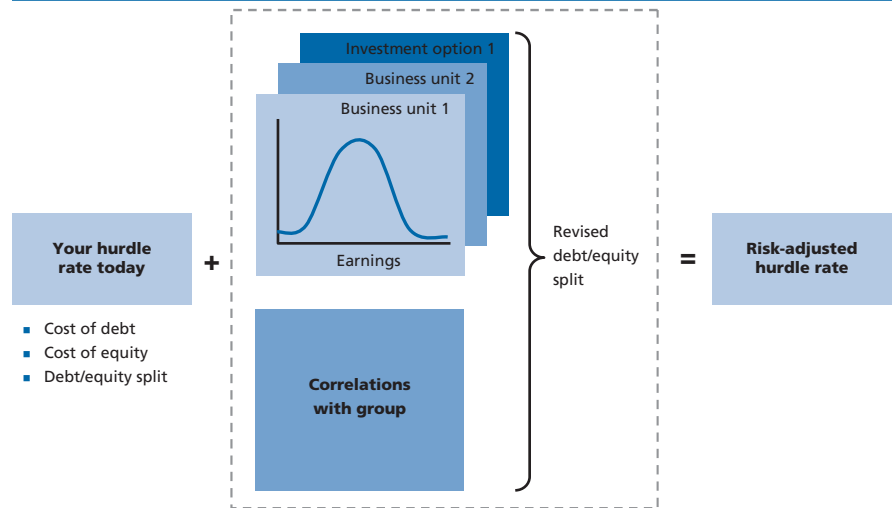 Investment option 1
Business unit 2
Business unit 1
Earnings
Your hurdle
rate today
+
Revised
debt/equity
split
=
Risk-adjusted
hurdle rate
Cost of debt
Cost of equity
Debt/equity split
Correlations
with group